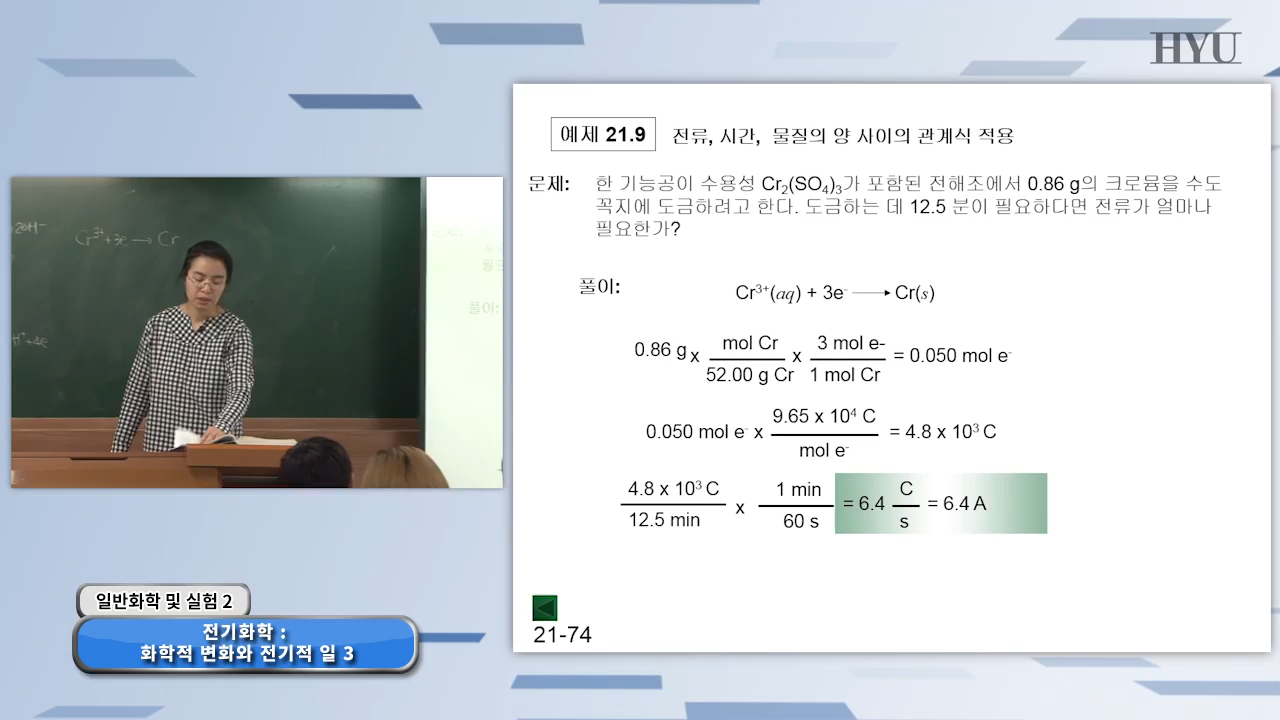 HYU
예제 21.9 전류, 시간, 물질의 양 사이의 관계식 적용
문제: 한 기능공이 수용성 Cr₂(SO₄)₃가 포함된 전해조에서 0.86 g의 크로뮴을 수도
꼭지에 도금하려고 한다. 도금하는 데 12.5 분이 필요하다면 전류가 얼마나
필요한가?
풀이:
Cr³⁺(aq) + 3e⁻ ⟶ Cr(s)
0.86 g x mol Cr / 52.00 g Cr x 3 mol e- / 1 mol Cr = 0.050 mol e⁻
0.050 mol e⁻ x 9.65 x 10⁴ C / mol e⁻ = 4.8 x 10³ C
4.8 x 10³ C / 12.5 min x 1 min / 60 s = 6.4 C / s = 6.4 A
21-74
Cr³⁺+3e → Cr
풀이:
일반화학 및 실험 2
전기화학 :
화학적 변화와 전기적 일 3